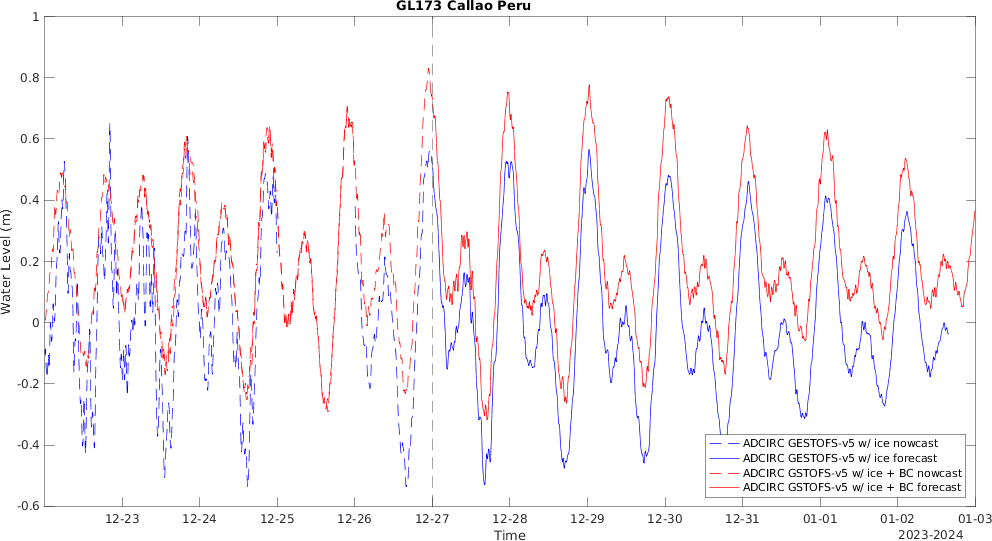 GL173 Callao Peru
Water Level (m)
1
0.8
0.6
0.4
0.2
0
-0.2
-0.4
-0.6
ADCIRC GESTOFS-v5 w/ ice nowcast
ADCIRC GESTOFS-v5 w/ ice forecast
ADCIRC GSTOFS-v5 w/ ice + BC nowcast
ADCIRC GSTOFS-v5 w/ ice + BC forecast
12-23 12-24 12-25 12-26 12-27 12-28 12-29 12-30 12-31 01-01 01-02 01-03
Time
2023-2024